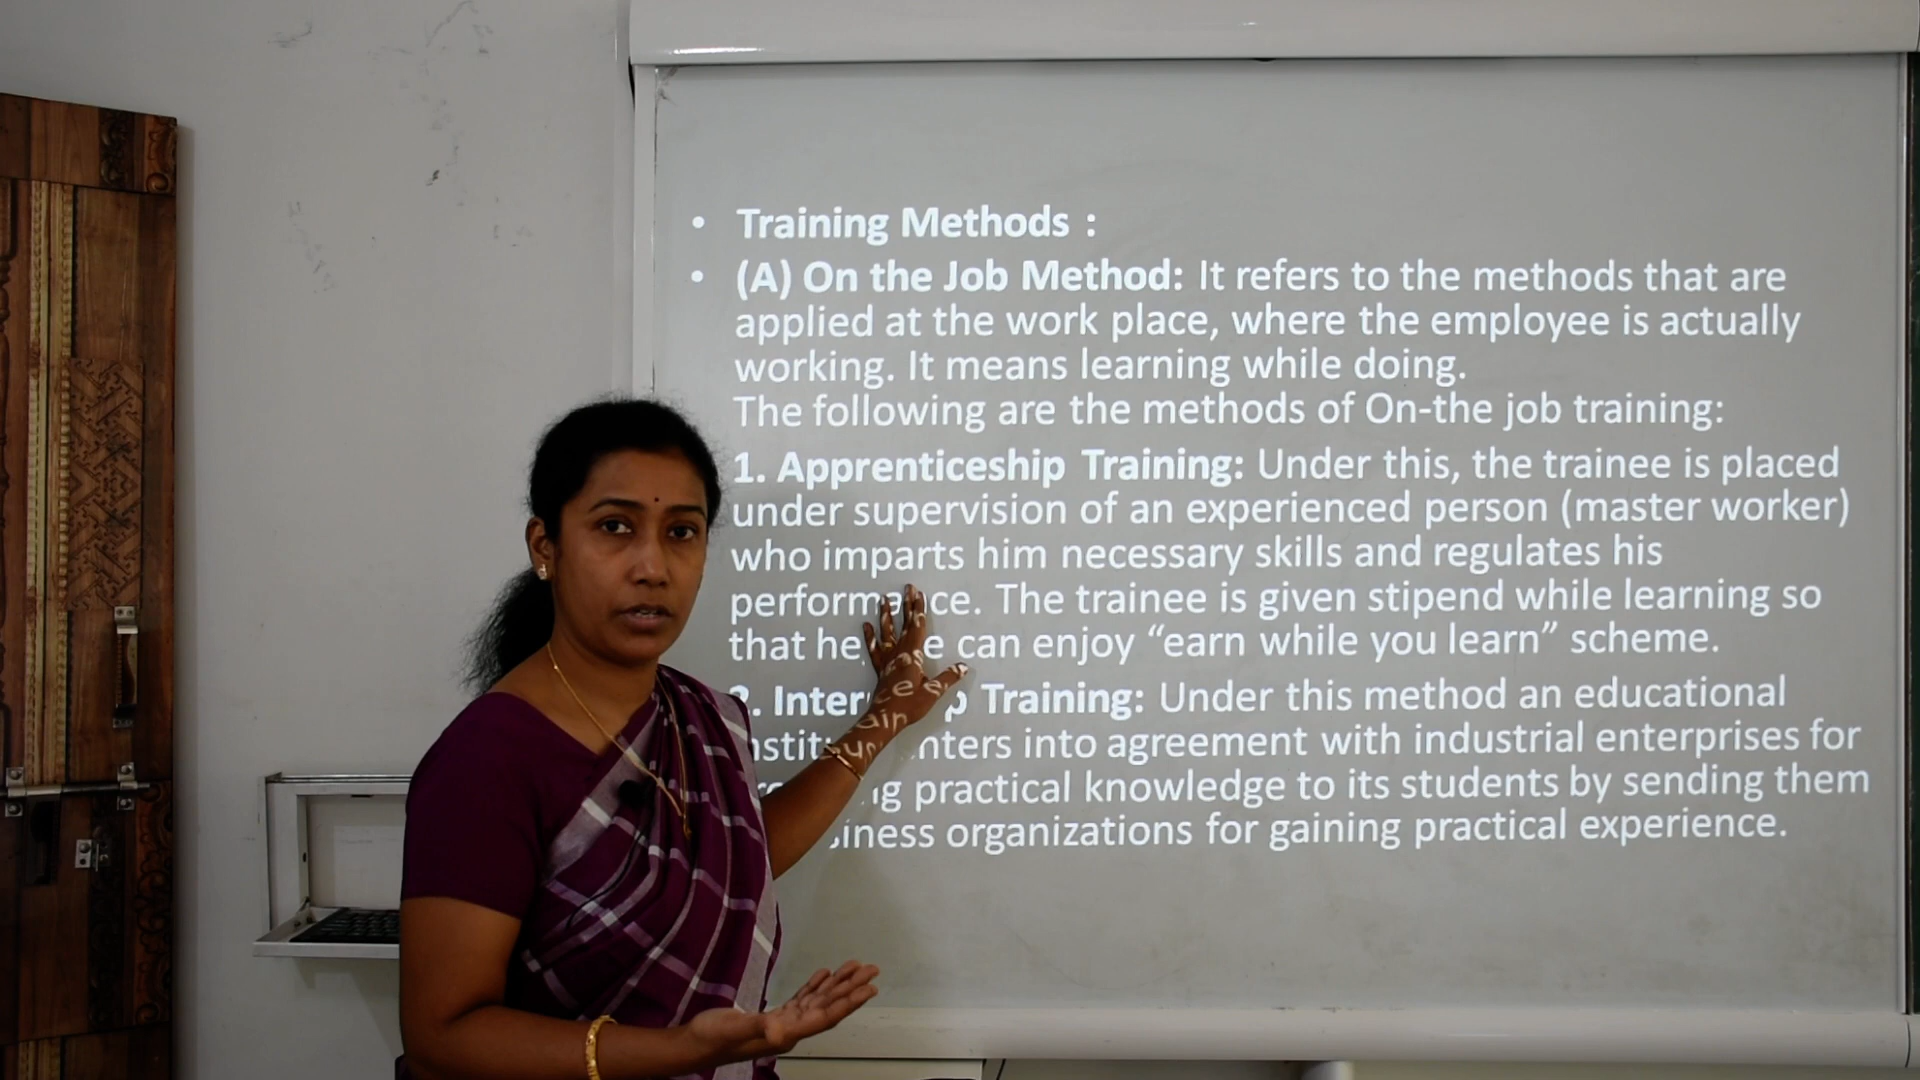 • Training Methods :
• (A) On the Job Method: It refers to the methods that are
applied at the work place, where the employee is actually
working. It means learning while doing.
The following are the methods of On-the job training:
1. Apprenticeship Training: Under this, the trainee is placed
under supervision of an experienced person (master worker)
who imparts him necessary skills and regulates his
performance. The trainee is given stipend while learning so
that he can enjoy “earn while you learn” scheme.
2. Training: Under this method an educational
into agreement with industrial enterprises for
practical knowledge to its students by sending them
organizations for gaining practical experience.